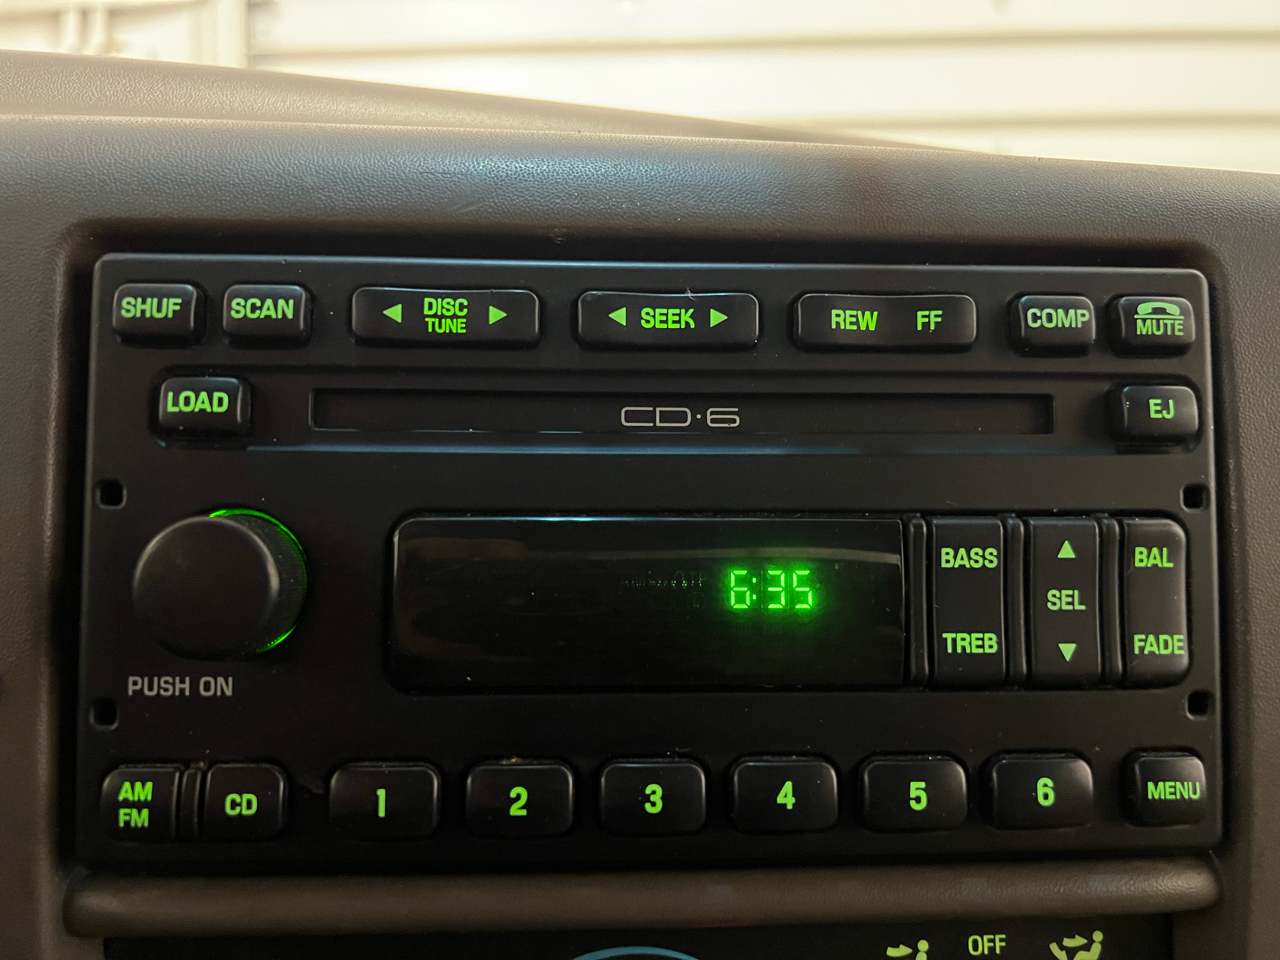 SHUF
SCAN
DISC
TUNE
SEEK
REW FF
COMP
MUTE
LOAD
CD·6
EJ
6:35
BASS
TREB
SEL
BAL
FADE
PUSH ON
AM
FM
CD
1
2
3
4
5
6
MENU
OFF